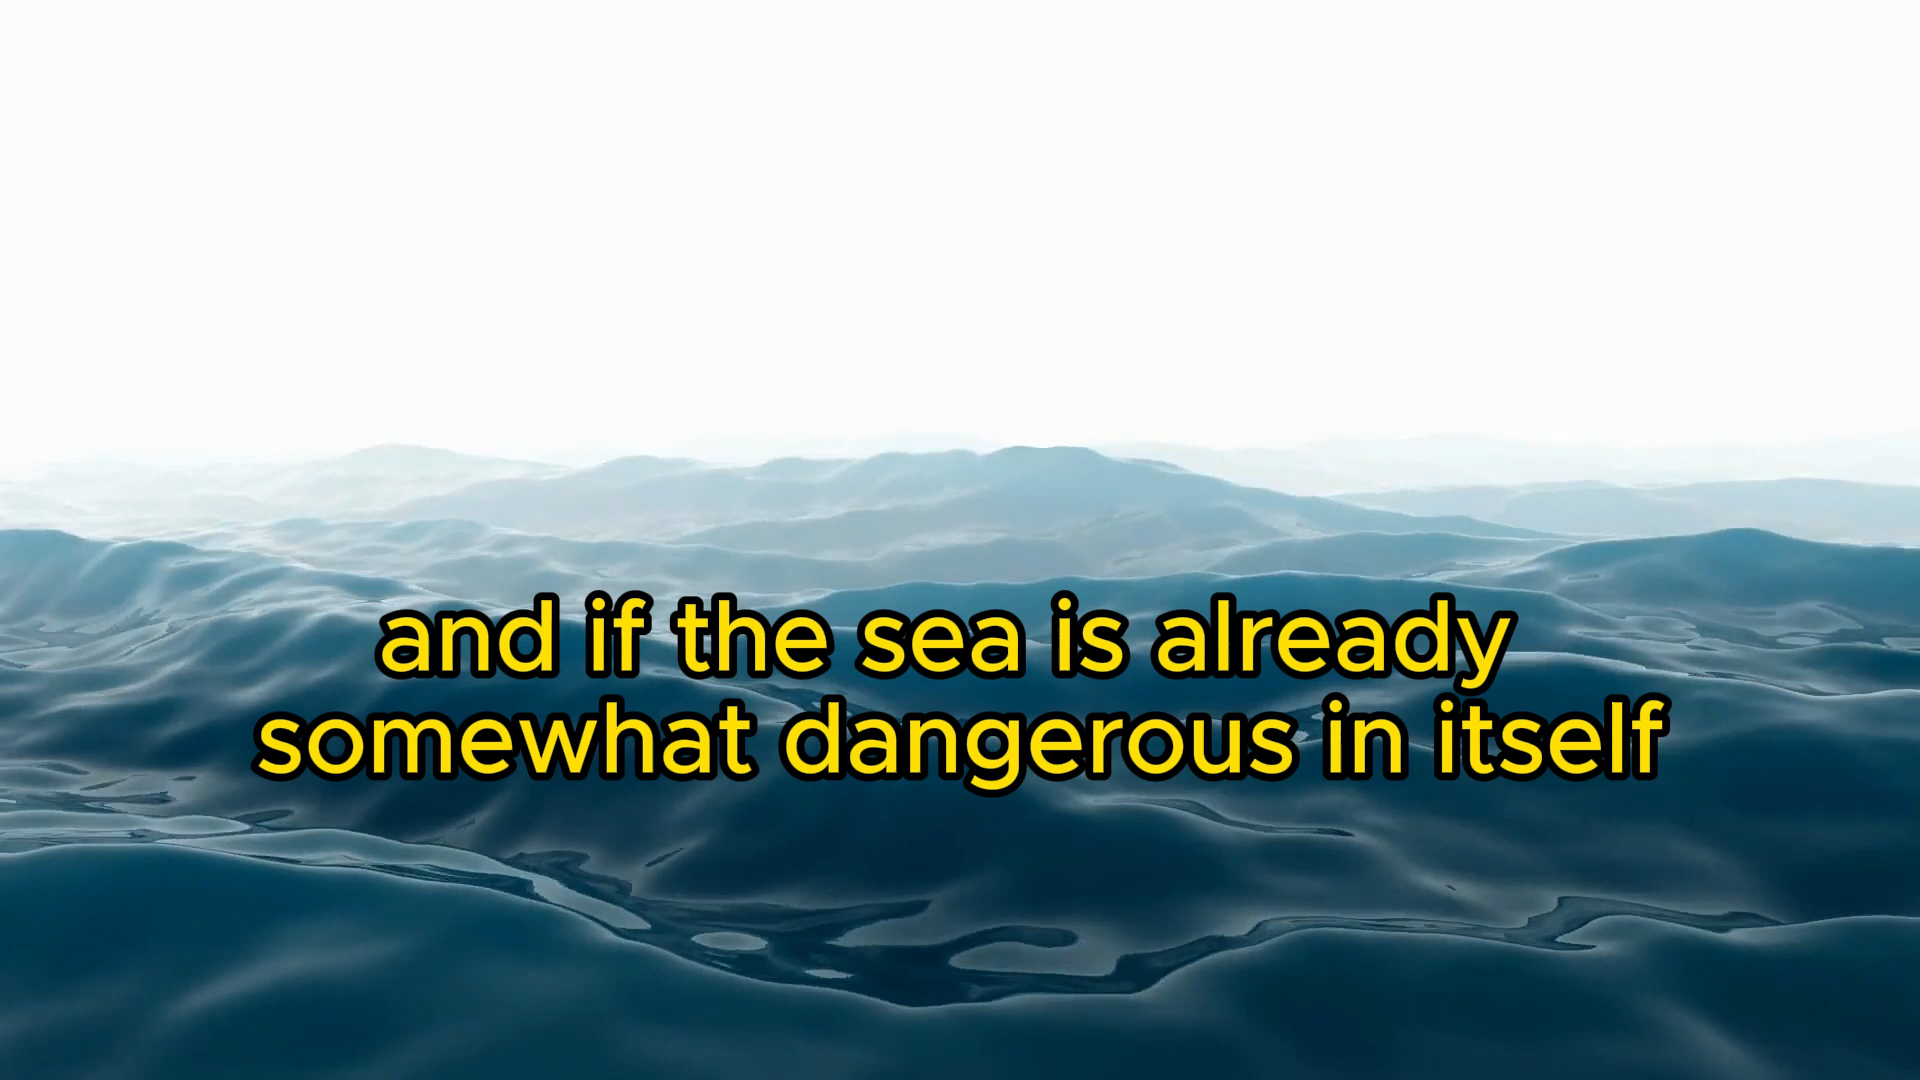 and if the sea is already
somewhat dangerous in itself